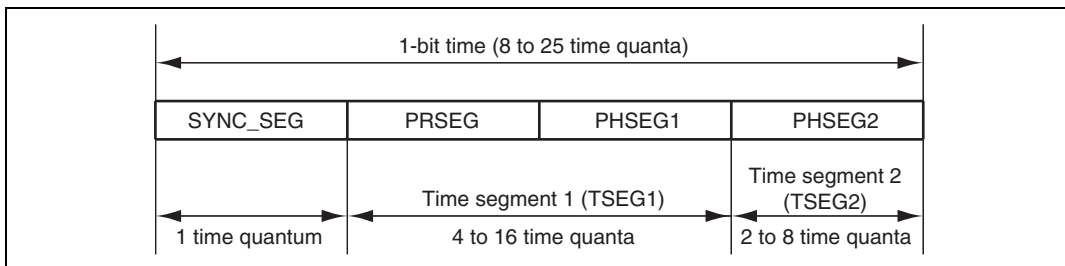 1-bit time (8 to 25 time quanta)
SYNC_SEG PRSEG PHSEG1 PHSEG2
Time segment 1 (TSEG1)
Time segment 2
(TSEG2)
1 time quantum 4 to 16 time quanta 2 to 8 time quanta